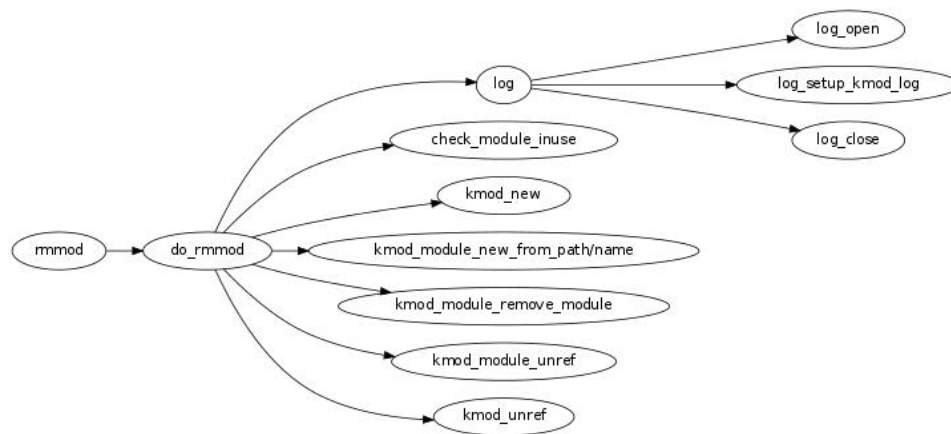 log_open
log
log_setup_kmod_log
check_module_inuse
log_close
kmod_new
rmmod
do_rmmod
kmod_module_new_from_path/name
kmod_module_remove_module
kmod_module_unref
kmod_unref